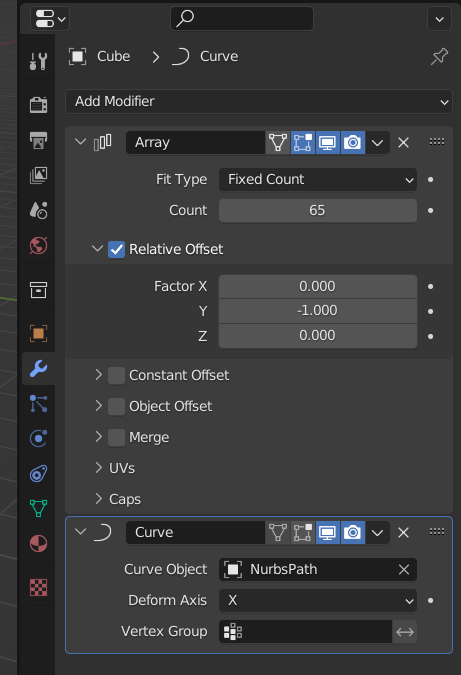 Cube > Curve
Add Modifier
Array
Fit Type Fixed Count
Count 65
Relative Offset
Factor X 0.000
Y -1.000
Z 0.000
Constant Offset
Object Offset
Merge
UVs
Caps
Curve
Curve Object NurbsPath
Deform Axis X
Vertex Group